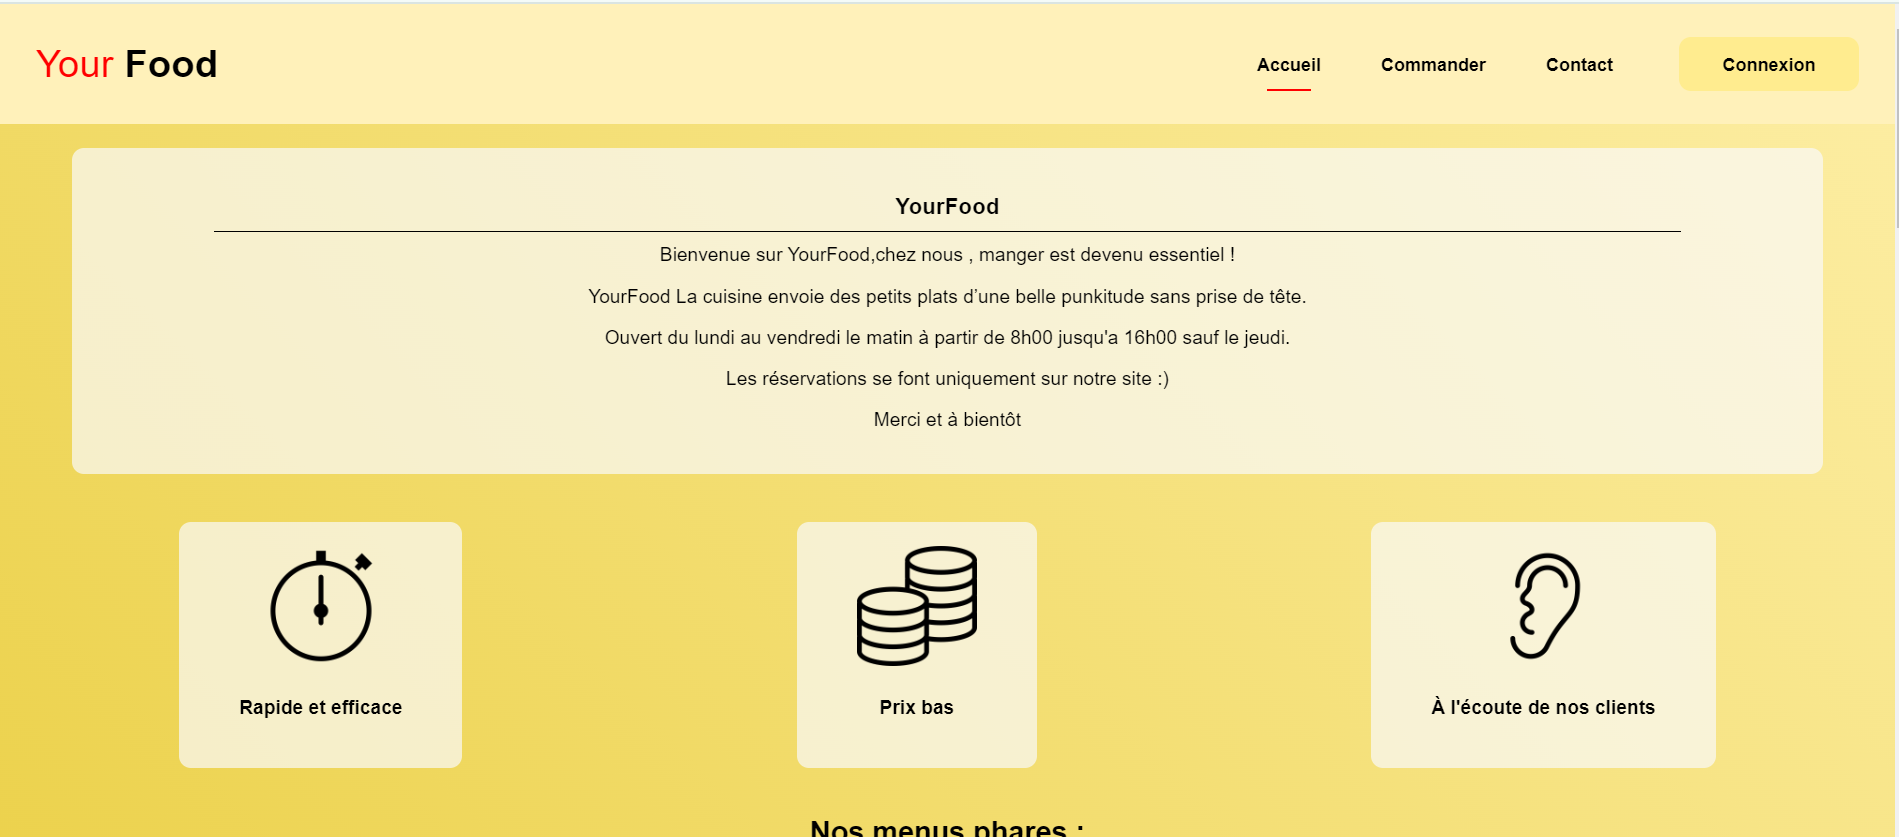 Your Food
Accueil
Commander
Contact
Connexion
YourFood
Bienvenue sur YourFood,chez nous , manger est devenu essentiel !
YourFood La cuisine envoie des petits plats d’une belle punkitude sans prise de tête.
Ouvert du lundi au vendredi le matin à partir de 8h00 jusqu'a 16h00 sauf le jeudi.
Les réservations se font uniquement sur notre site :)
Merci et à bientôt
Rapide et efficace
Prix bas
À l'écoute de nos clients
Nos menus phares :